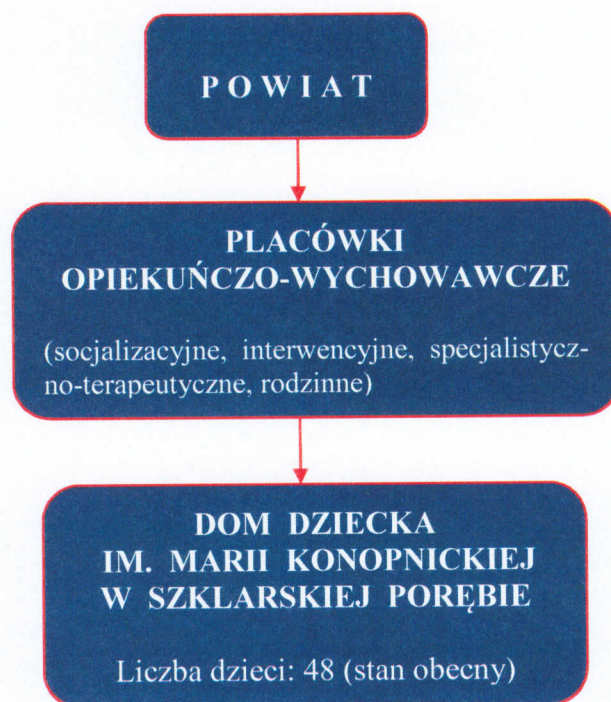 P O W I A T
PLACÓWKI
OPIEKUŃCZO-WYCHOWAWCZE
(socjalizacyjne, interwencyjne, specjalistycz-
no-terapeutyczne, rodzinne)
DOM DZIECKA
IM. MARII KONOPNICKIEJ
W SZKLARSKIEJ PORĘBIE
Liczba dzieci: 48 (stan obecny)